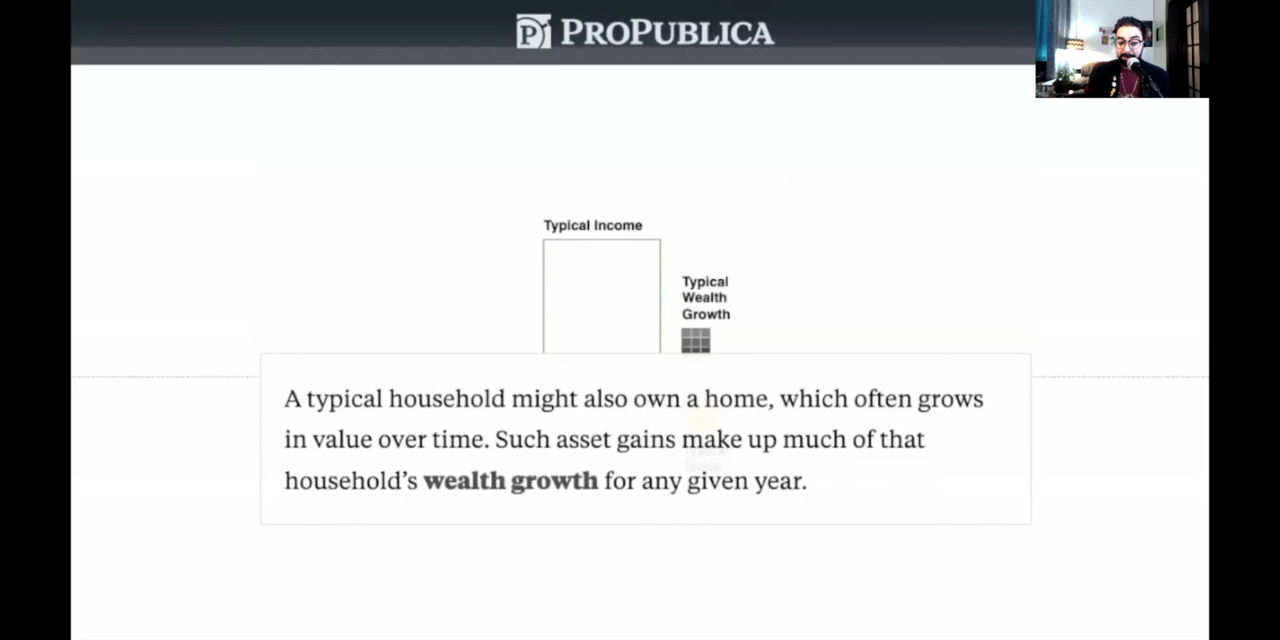 PROPUBLICA
Typical Income
Typical
Wealth
Growth
A typical household might also own a home, which often grows
in value over time. Such asset gains make up much of that
household’s wealth growth for any given year.